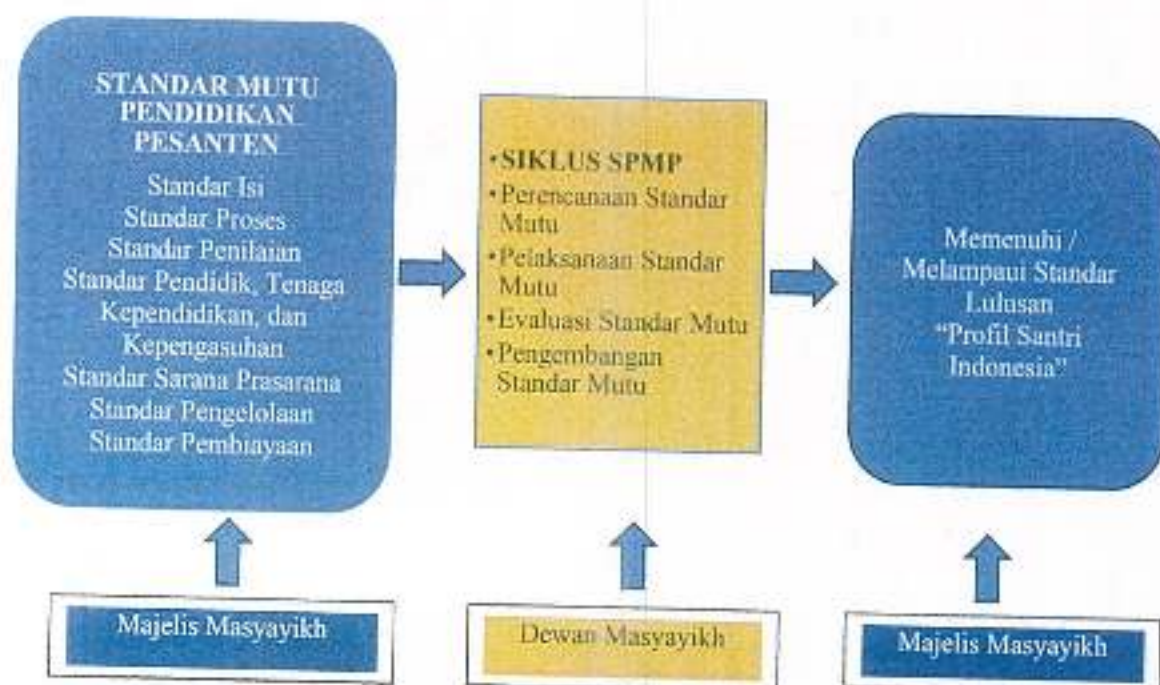 STANDAR MUTU
PENDIDIKAN
PESANTEN
Standar Isi
Standar Proses
Standar Penilaian
Standar Pendidik, Tenaga
Kependidikan, dan
Kepengasuhan
Standar Sarana Prasarana
Standar Pengelolaan
Standar Pembiayaan
•SIKLUS SPMP
•Perencanaan Standar
Mutu
•Pelaksanaan Standar
Mutu
•Evaluasi Standar Mutu
•Pengembangan
Standar Mutu
Memenuhi /
Melampaui Standar
Lulusan
“Profil Santri
Indonesia”
Majelis Masyayikh
Dewan Masyayikh
Majelis Masyayikh